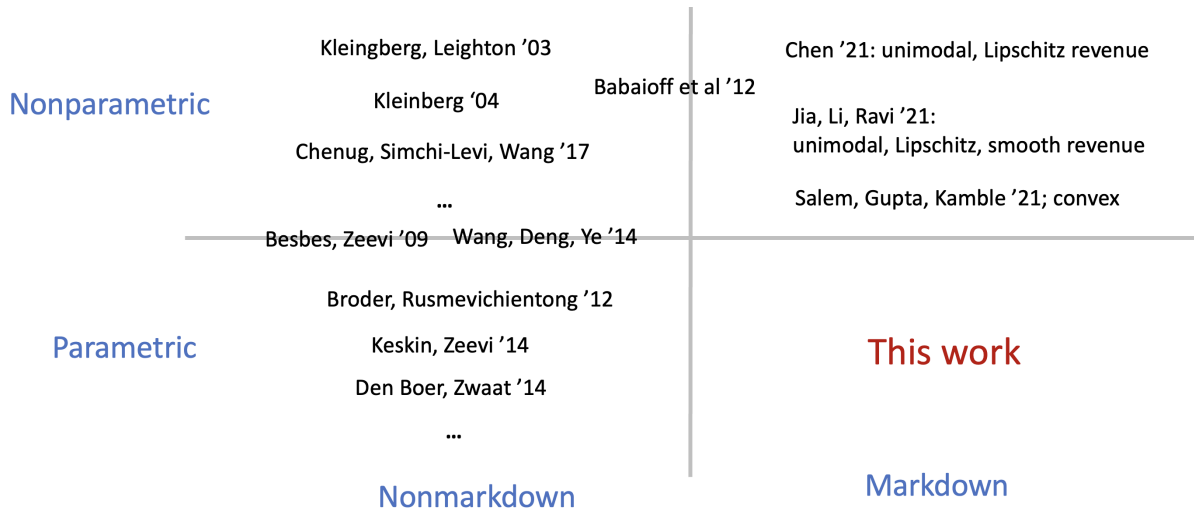 Kleingberg, Leighton ’03
Chen ’21: unimodal, Lipschitz revenue
Babaioff et al ’12
Nonparametric
Kleinberg ‘04
Jia, Li, Ravi ’21:
unimodal, Lipschitz, smooth revenue
Chenug, Simchi-Levi, Wang ’17
Salem, Gupta, Kamble ’21; convex
...
Besbes, Zeevi ’09
Wang, Deng, Ye ’14
Broder, Rusmevichientong ’12
Parametric
Keskin, Zeevi ’14
This work
Den Boer, Zwaat ’14
...
Nonmarkdown
Markdown